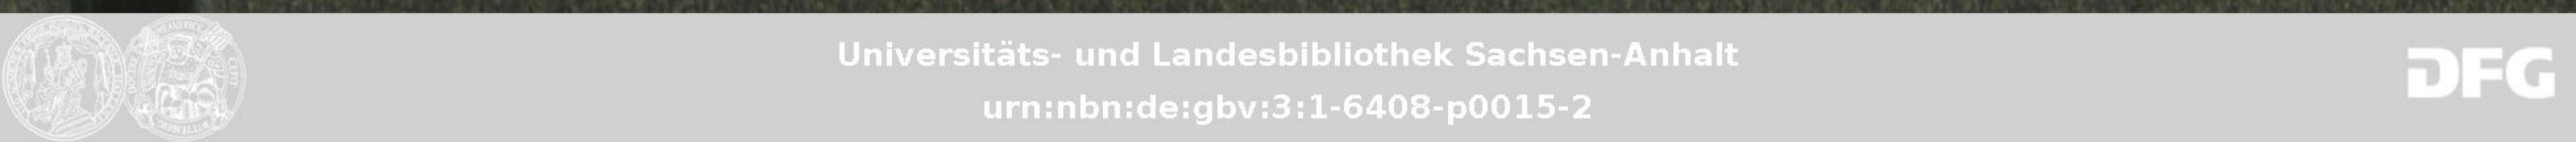 Universitäts- und Landesbibliothek Sachsen-Anhalt
urn:nbn:de:gbv:3:1-6408-p0015-2
DFG